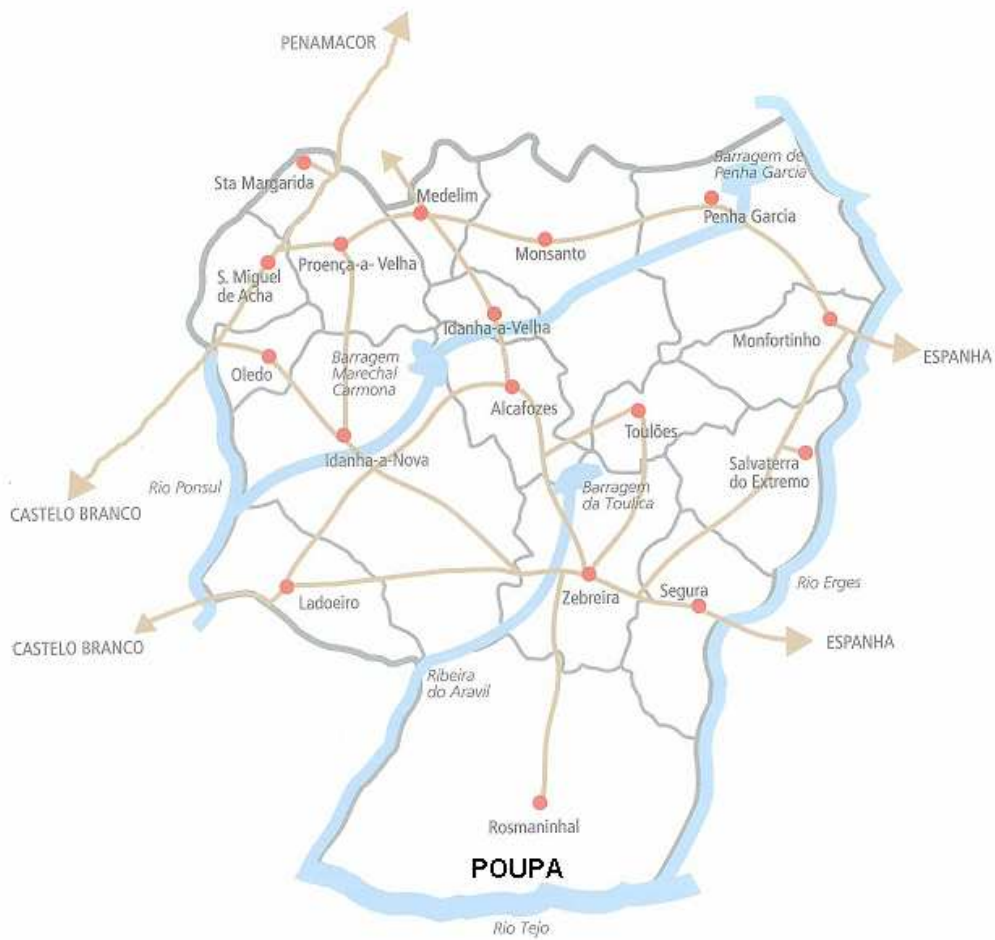 PENAMACOR
Barragem de
Penha Garcia
Sta Margarida
Medelim
Penha Garcia
Monsanto
Proença-a- Velha
S. Miguel
de Acha
Idanha-a-Velha
Monfortinho
ESPANHA
Barragem
Marechal
Carmona
Oledo
Alcafozes
Toulões
Idanha-a-Nova
Salvaterra
do Extremo
Rio Ponsul
Barragem
da Toulica
CASTELO BRANCO
Rio Erges
Segura
Zebreira
Ladoeiro
CASTELO BRANCO
ESPANHA
Ribeira
do Aravil
Rosmaninhal
POUPA
Rio Tejo